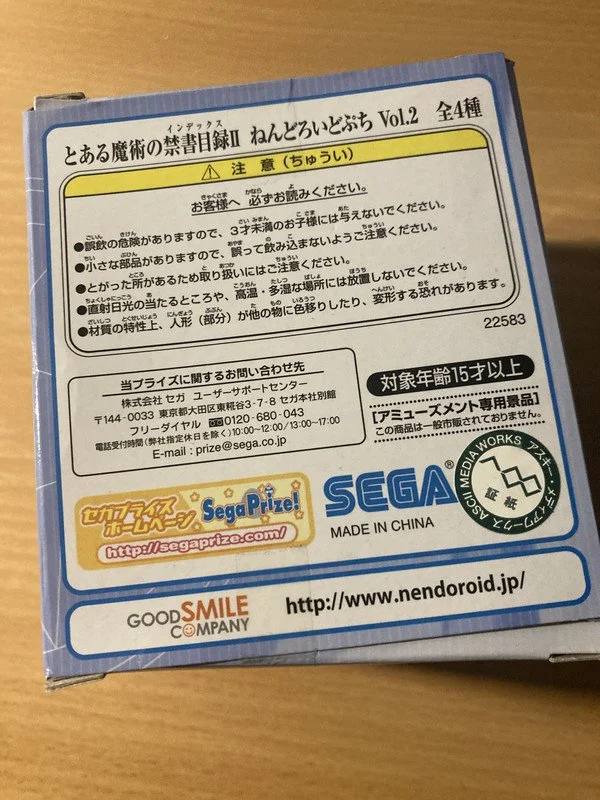 とある魔術の禁書目録II ねんどろいどぷち Vol.2 全4種
インデックス
注意(ちゅうい)
お客様へ 必ずお読みください。
●誤飲の危険がありますので、3才未満のお子様には与えないでください。
●小さな部品がありますので、誤って飲み込まないようご注意ください。
●とがった所があるため取り扱いにはご注意ください。
●直射日光の当たるところや、高温・多湿な場所には放置しないでください。
●材質の特性上、人形(部分)が他の物に色移りしたり、変形する恐れがあります。
22583
当プライズに関するお問い合わせ先
株式会社 セガ ユーザーサポートセンター
〒144-0033 東京都大田区東糀谷3-7-8 セガ本社別館
フリーダイヤル 0120-680-043
電話受付時間(弊社指定休日を除く)10:00~12:00/13:00~17:00
E-mail : prize@sega.co.jp
対象年齢15才以上
[アミューズメント専用景品]
この商品は一般市販されておりません。
セガプライズ
ホームページ
SegaPrize!
http://segaprize.com/
SEGA®
MADE IN CHINA
ASCII MEDIA WORKS アスキー・メディアワークス
証紙
GOOD SMILE
COMPANY
http://www.nendoroid.jp/